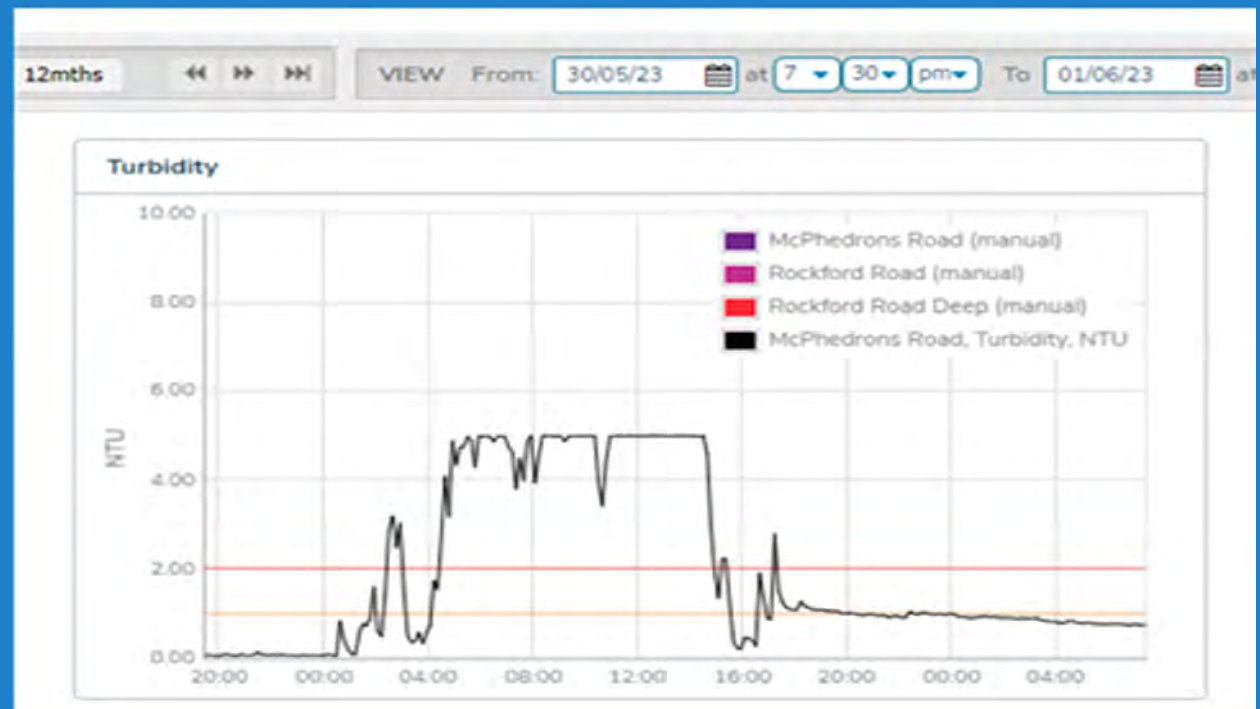 12mths VIEW From: 30/05/23 at 7 30 pm To 01/06/23 at
Turbidity
10.00
McPhedrons Road (manual)
Rockford Road (manual)
8.00
Rockford Road Deep (manual)
McPhedrons Road, Turbidity, NTU
6.00
NTU
4.00
2.00
0.00
20:00 00:00 04:00 08:00 12:00 16:00 20:00 00:00 04:00